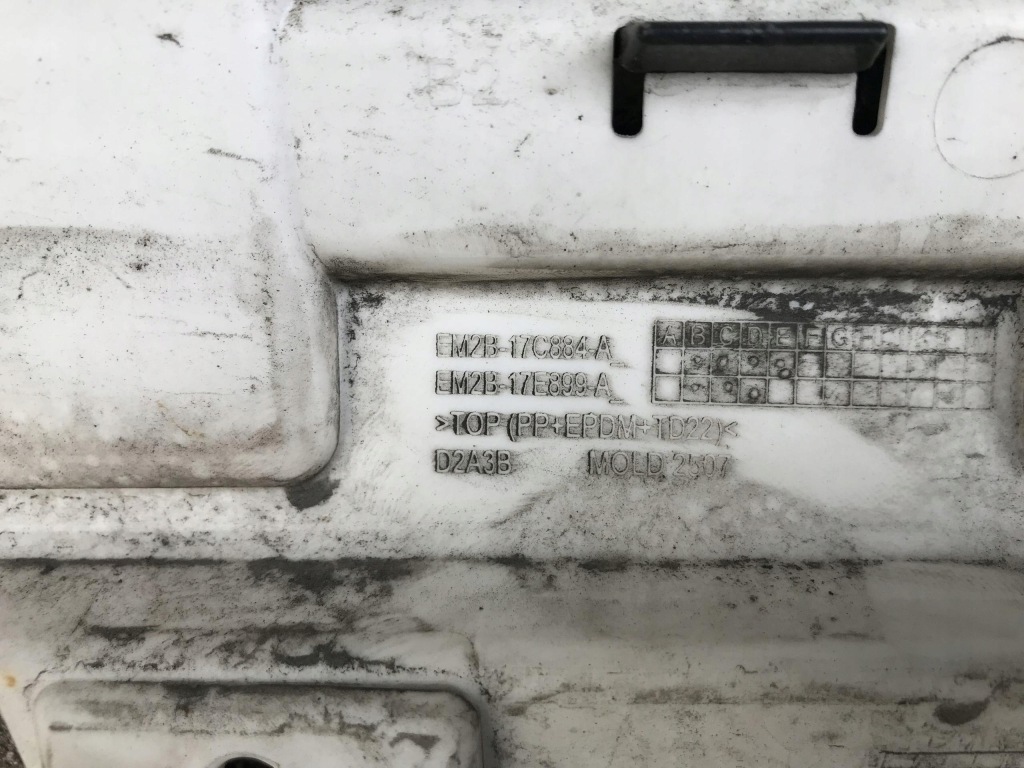 EM2B-17C884-A
EM2B-17E899-A
>TOP (PP+EPDM+TD22)<
D2A3B MOLD 2507
A B C D E F G H